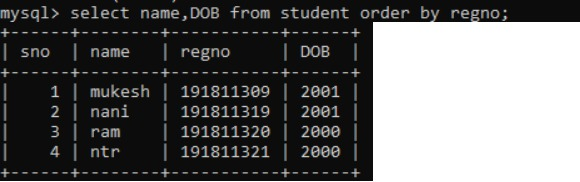 mysql> select name,DOB from student order by regno;
+------+--------+-----------+------+
| sno | name | regno | DOB |
+------+--------+-----------+------+
| 1 | mukesh | 191811309 | 2001 |
| 2 | nani | 191811319 | 2001 |
| 3 | ram | 191811320 | 2000 |
| 4 | ntr | 191811321 | 2000 |
+------+--------+-----------+------+